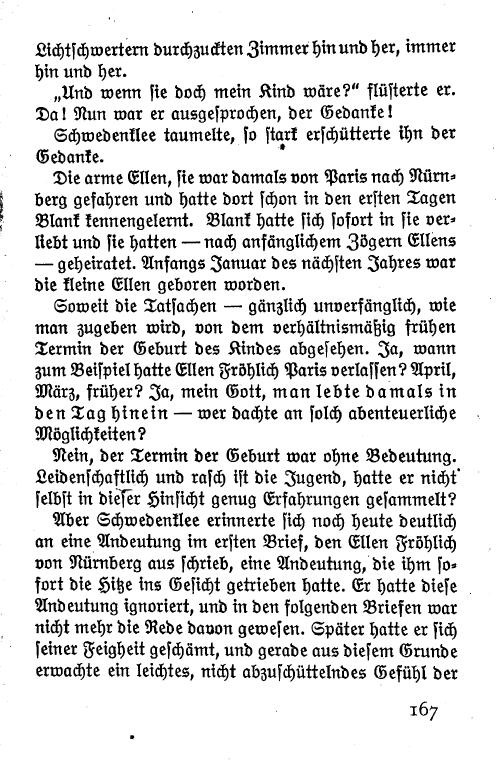 Lichtschwertern durchzuckten Zimmer hin und her, immer
hin und her.
„Und wenn sie doch mein Kind wäre?“ flüsterte er.
Da! Nun war er ausgesprochen, der Gedanke!
Schwedenklee taumelte, so stark erschütterte ihn der
Gedanke.
Die arme Ellen, sie war damals von Paris nach Nürn-
berg gefahren und hatte dort schon in den ersten Tagen
Blank kennengelernt. Blank hatte sich sofort in sie ver-
liebt und sie hatten — nach anfänglichem Zögern Ellens
— geheiratet. Anfangs Januar des nächsten Jahres war
die kleine Ellen geboren worden.
Soweit die Tatsachen — gänzlich unverfänglich, wie
man zugeben wird, von dem verhältnismäßig frühen
Termin der Geburt des Kindes abgesehen. Ja, wann
zum Beispiel hatte Ellen Fröhlich Paris verlassen? April,
März, früher? Ja, mein Gott, man lebte damals in
den Tag hinein — wer dachte an solch abenteuerliche
Möglichkeiten?
Nein, der Termin der Geburt war ohne Bedeutung.
Leidenschaftlich und rasch ist die Jugend, hatte er nicht
selbst in dieser Hinsicht genug Erfahrungen gesammelt?
Aber Schwedenklee erinnerte sich noch heute deutlich
an eine Andeutung im ersten Brief, den Ellen Fröhlich
von Nürnberg aus schrieb, eine Andeutung, die ihm so-
fort die Hitze ins Gesicht getrieben hatte. Er hatte diese
Andeutung ignoriert, und in den folgenden Briefen war
nicht mehr die Rede davon gewesen. Später hatte er sich
seiner Feigheit geschämt, und gerade aus diesem Grunde
erwachte ein leichtes, nicht abzuschüttelndes Gefühl der
167